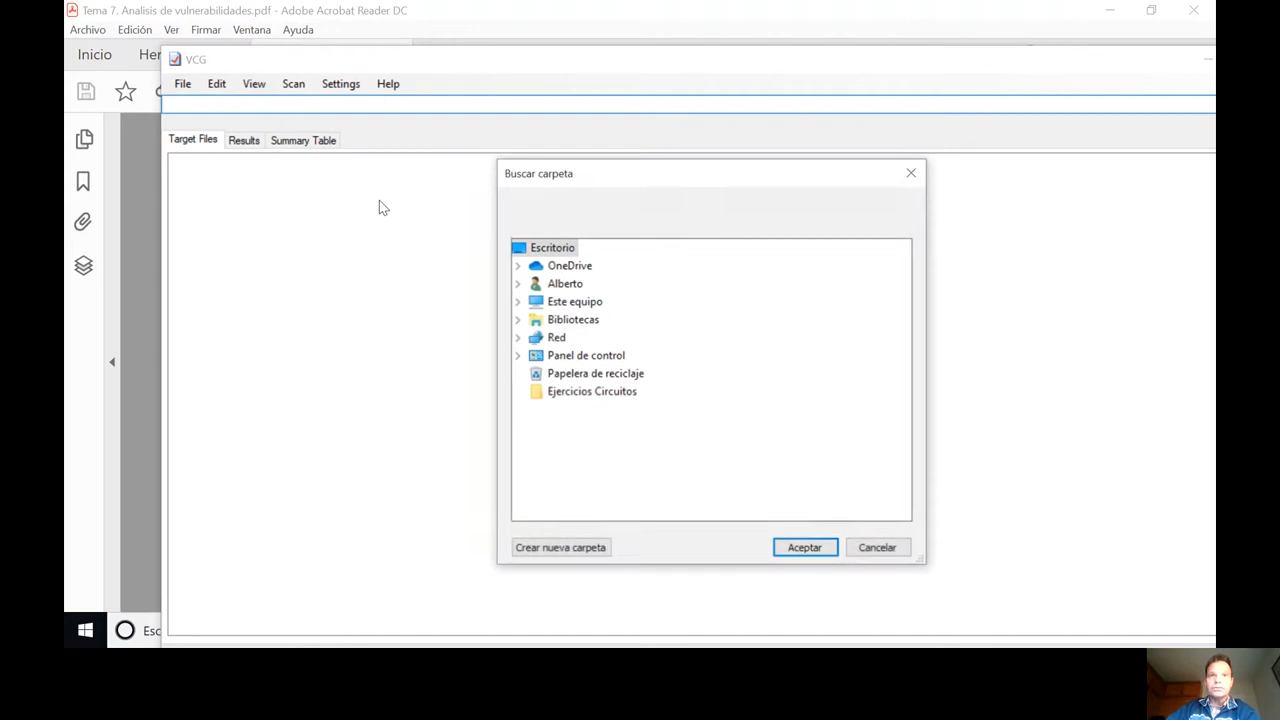 Tema 7. Analisis de vulnerabilidades.pdf - Adobe Acrobat Reader DC
Archivo Edición Ver Firmar Ventana Ayuda
Inicio Her
VCG
File Edit View Scan Settings Help
Target Files Results Summary Table
Buscar carpeta
Escritorio
OneDrive
Alberto
Este equipo
Bibliotecas
Red
Panel de control
Papelera de reciclaje
Ejercicios Circuitos
Crear nueva carpeta Aceptar Cancelar
Esc